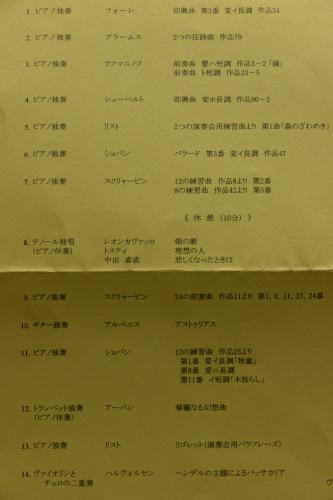 1. ピアノ独奏 フォーレ 即興曲 第3番 変イ長調 作品34
2. ピアノ独奏 ブラームス 2つの狂詩曲 作品79
3. ピアノ独奏 ラフマニノフ 前奏曲 嬰ハ短調 作品3-2「鐘」
前奏曲 ト短調 作品23-5
4. ピアノ独奏 シューベルト 即興曲 変ホ長調 作品90-2
5. ピアノ独奏 リスト 2つの演奏会用練習曲より 第1曲「森のざわめき」
6. ピアノ独奏 ショパン バラード 第3番 変イ長調 作品47
7. ピアノ独奏 スクリャービン 12の練習曲 作品8より 第2番
8の練習曲 作品42より 第5番
《 休 憩 (10分) 》
8. テノール独唱 レオンカヴァッロ 朝の歌
(ピアノ伴奏) トスティ 理想の人
中田 喜直 悲しくなったときは
9. ピアノ独奏 スクリャービン 24の前奏曲 作品11より 第1, 6, 11, 23, 24番
10. ギター独奏 アルベニス アストゥリアス
11. ピアノ独奏 ショパン 12の練習曲 作品25より
第1番 変イ長調「牧童」
第8番 変ニ長調
第11番 イ短調「木枯らし」
12. トランペット独奏 アーバン 華麗なる幻想曲
(ピアノ伴奏)
13. ピアノ独奏 リスト リゴレット(演奏会用パラフレーズ)
14. ヴァイオリンと ハルヴォルセン ヘンデルの主題によるパッサカリア
チェロの二重奏